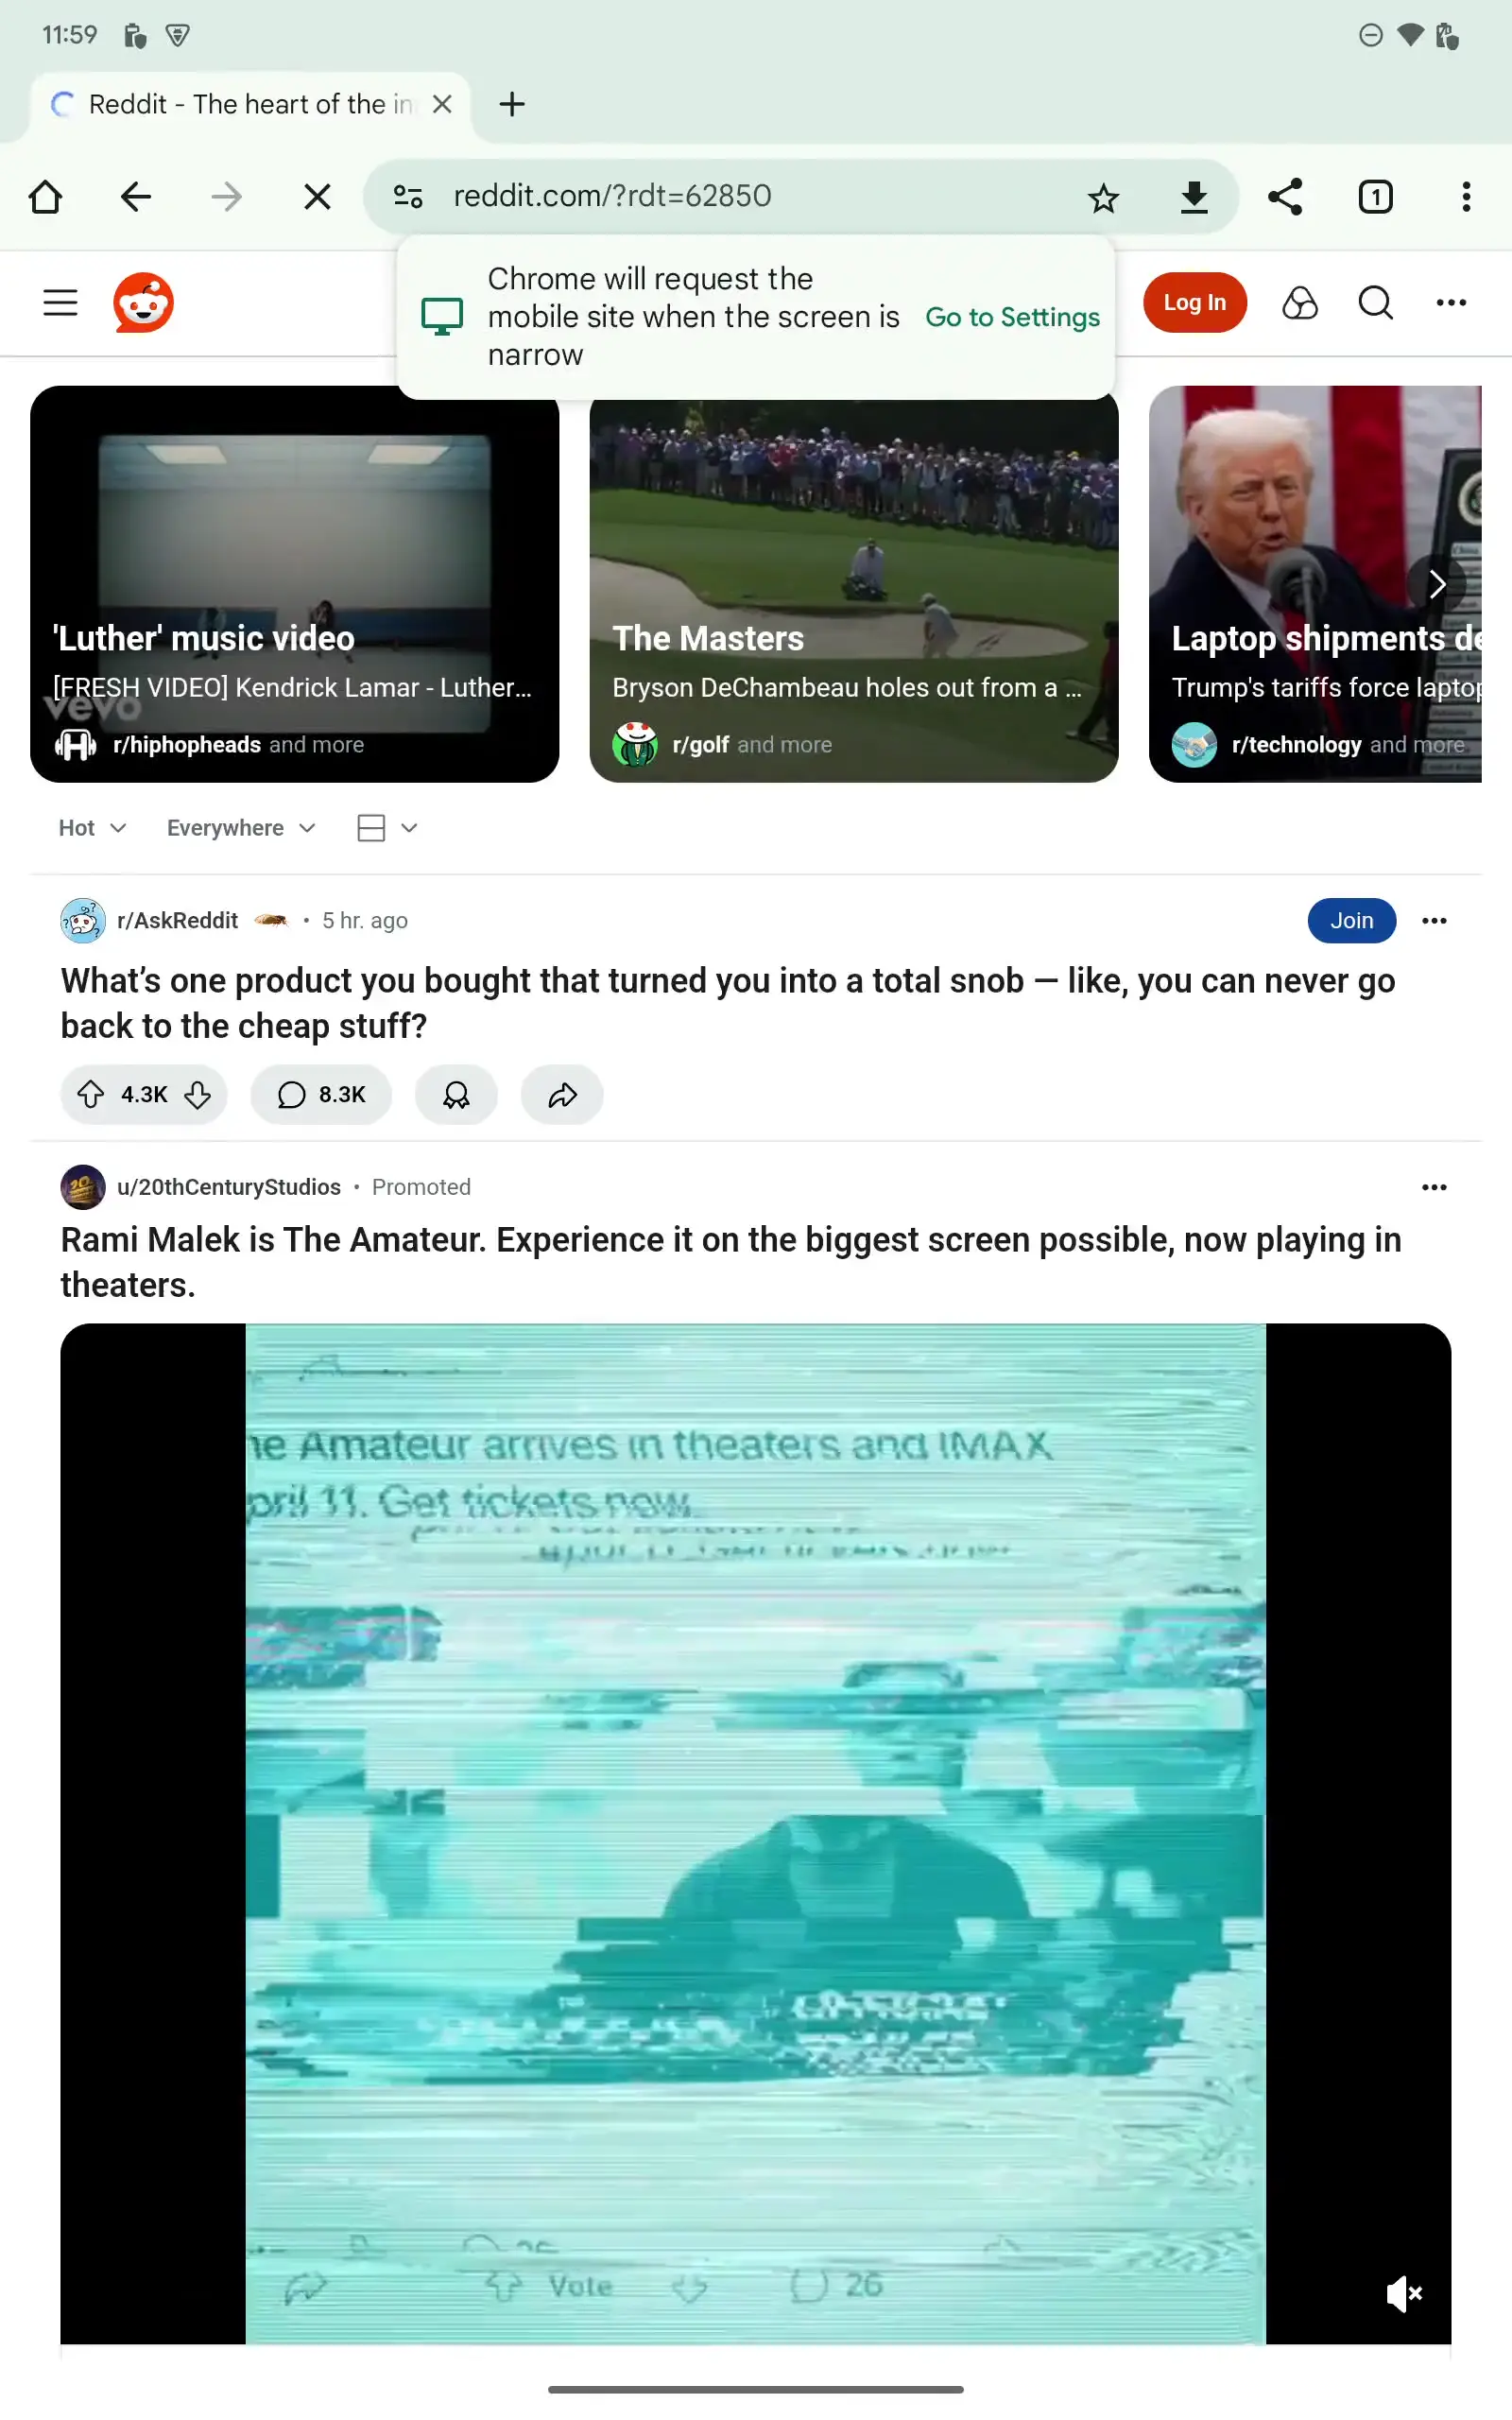 11:59
Reddit - The heart of the in
reddit.com/?rdt=62850
1
Chrome will request the
mobile site when the screen is
narrow
Go to Settings
Log In
'Luther' music video
[FRESH VIDEO] Kendrick Lamar - Luther...
vevo
r/hiphopheads and more
The Masters
Bryson DeChambeau holes out from a ...
r/golf and more
Laptop shipments de
Trump's tariffs force laptop
r/technology and more
Hot
Everywhere
r/AskReddit • 5 hr. ago
Join
What's one product you bought that turned you into a total snob — like, you can never go
back to the cheap stuff?
4.3K
8.3K
u/20thCenturyStudios • Promoted
Rami Malek is The Amateur. Experience it on the biggest screen possible, now playing in
theaters.
he Amateur arrives in theaters and IMAX
pril 11. Get tickets now.
Vote
26